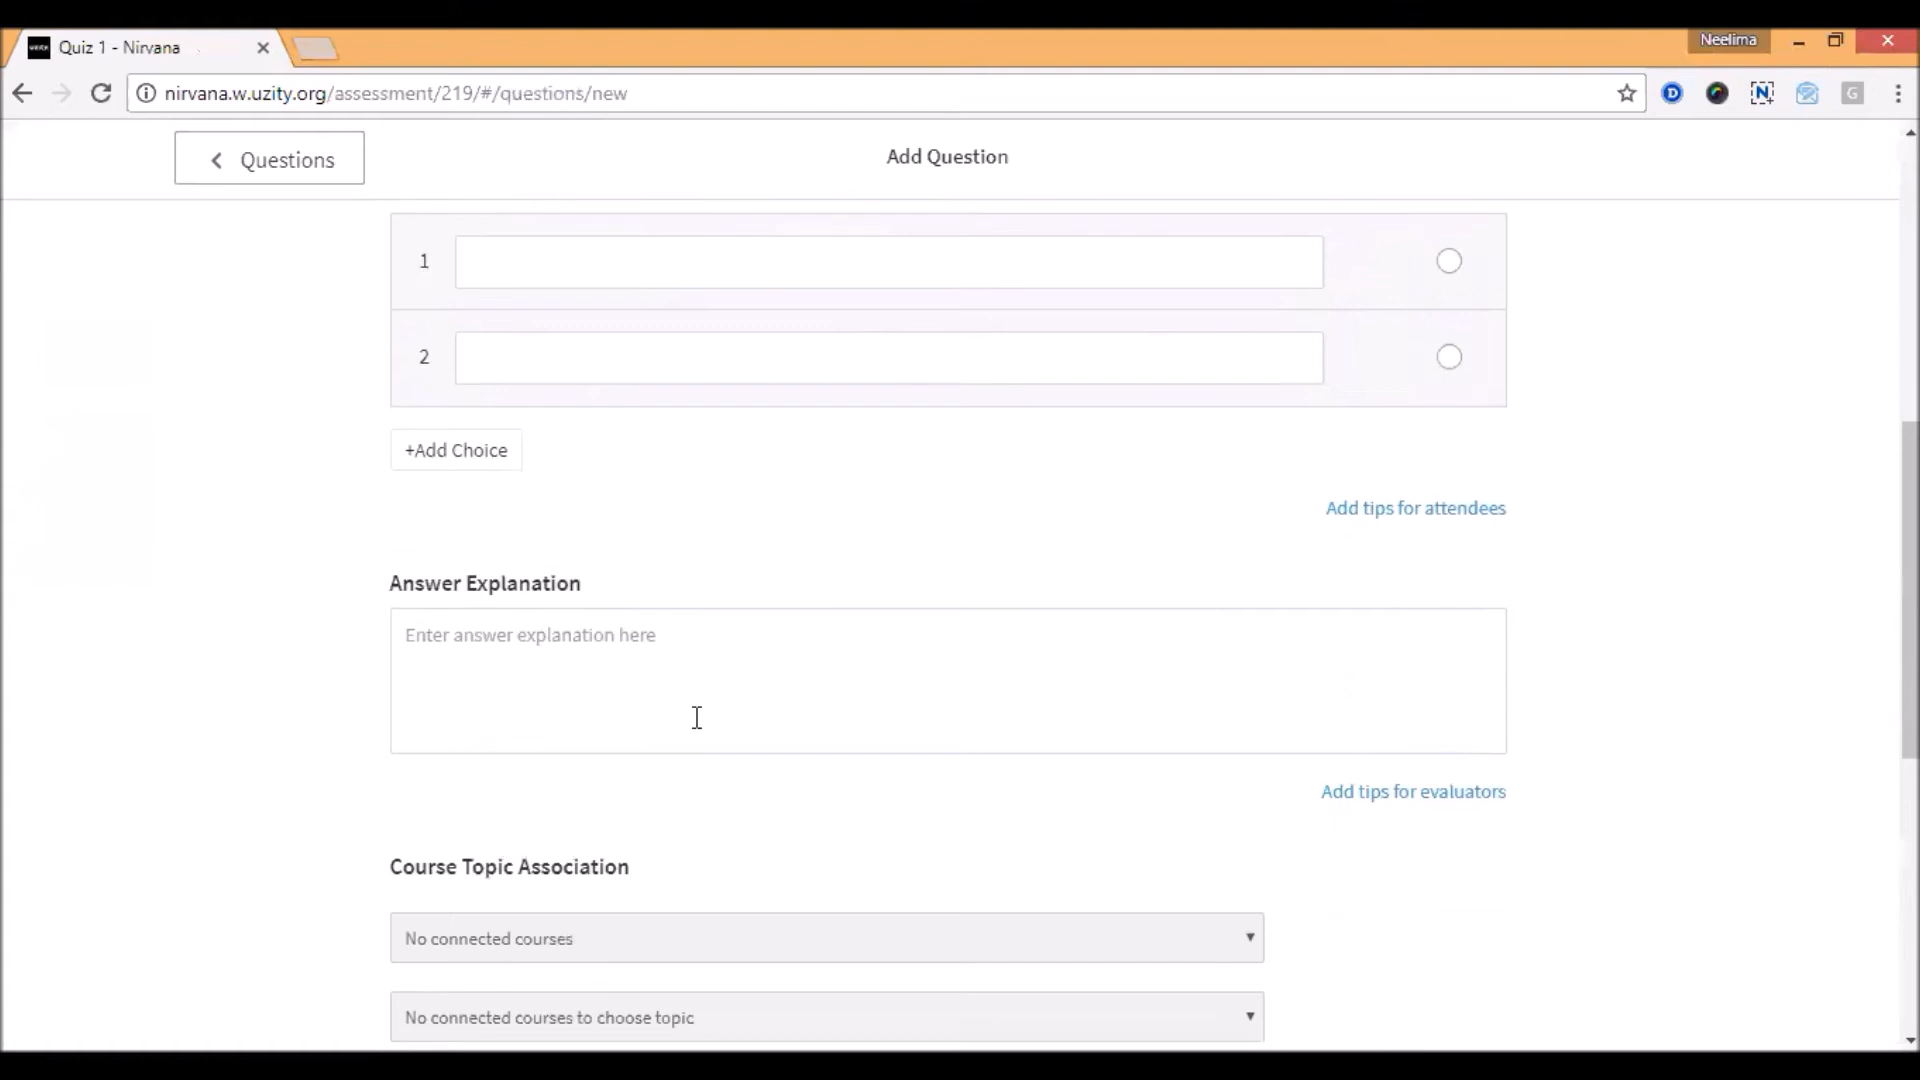 Quiz 1 - Nirvana
Neelima
nirvana.w.uzity.org/assessment/219/#/questions/new
D
N
G
Questions
Add Question
1
2
+Add Choice
Add tips for attendees
Answer Explanation
Enter answer explanation here
Add tips for evaluators
Course Topic Association
No connected courses
No connected courses to choose topic